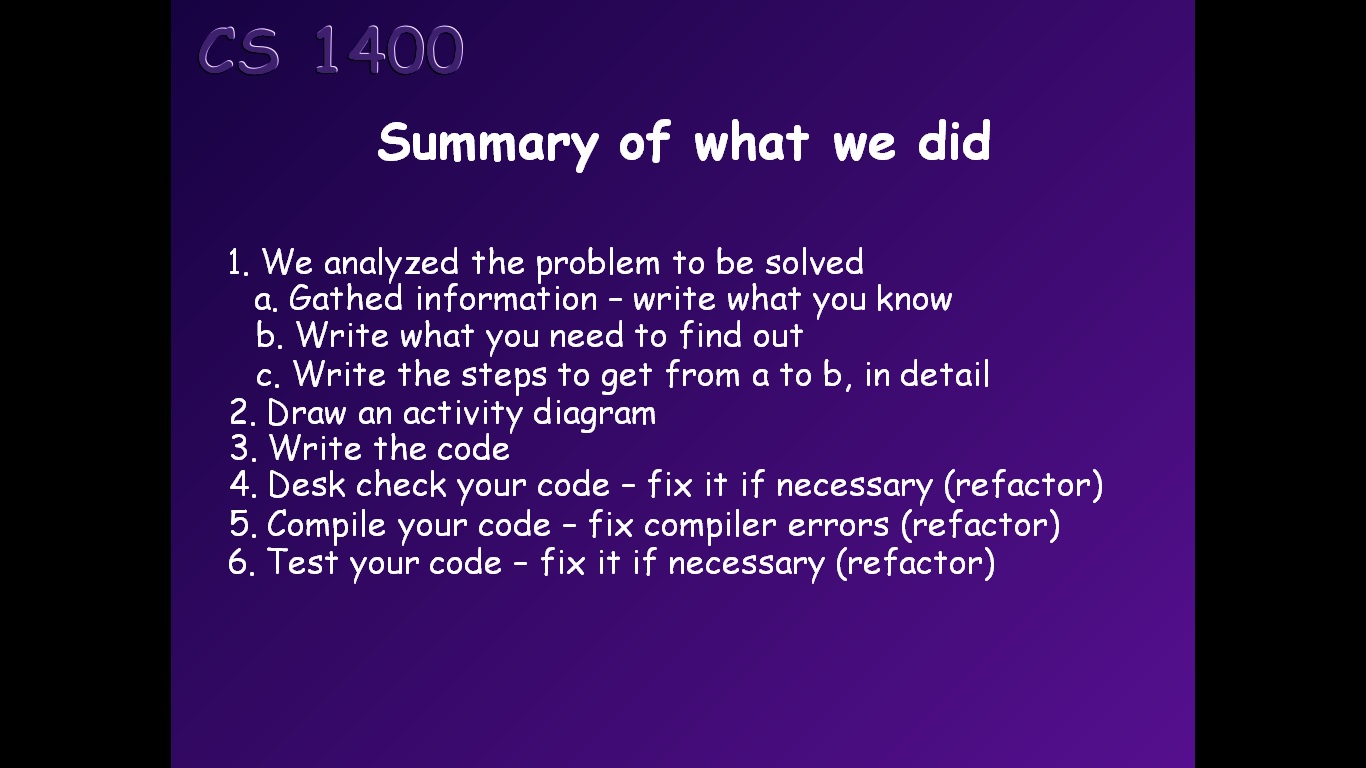 CS 1400
Summary of what we did
1. We analyzed the problem to be solved
a. Gathed information – write what you know
b. Write what you need to find out
c. Write the steps to get from a to b, in detail
2. Draw an activity diagram
3. Write the code
4. Desk check your code – fix it if necessary (refactor)
5. Compile your code – fix compiler errors (refactor)
6. Test your code – fix it if necessary (refactor)